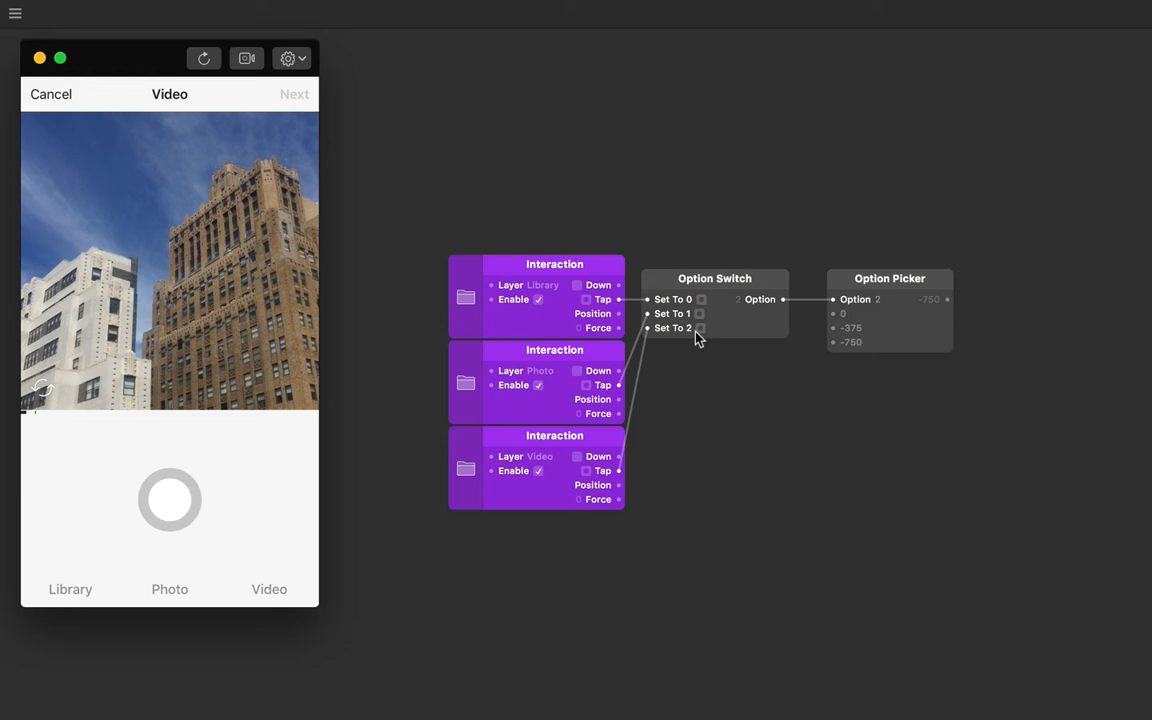 Cancel Video Next
Library Photo Video
Interaction
Layer Library Down
Enable Tap
Position
0 Force
Interaction
Layer Photo Down
Enable Tap
Position
0 Force
Interaction
Layer Video Down
Enable Tap
Position
0 Force
Option Switch
Set To 0 2 Option
Set To 1
Set To 2
Option Picker
Option 2 -750
0
-375
-750